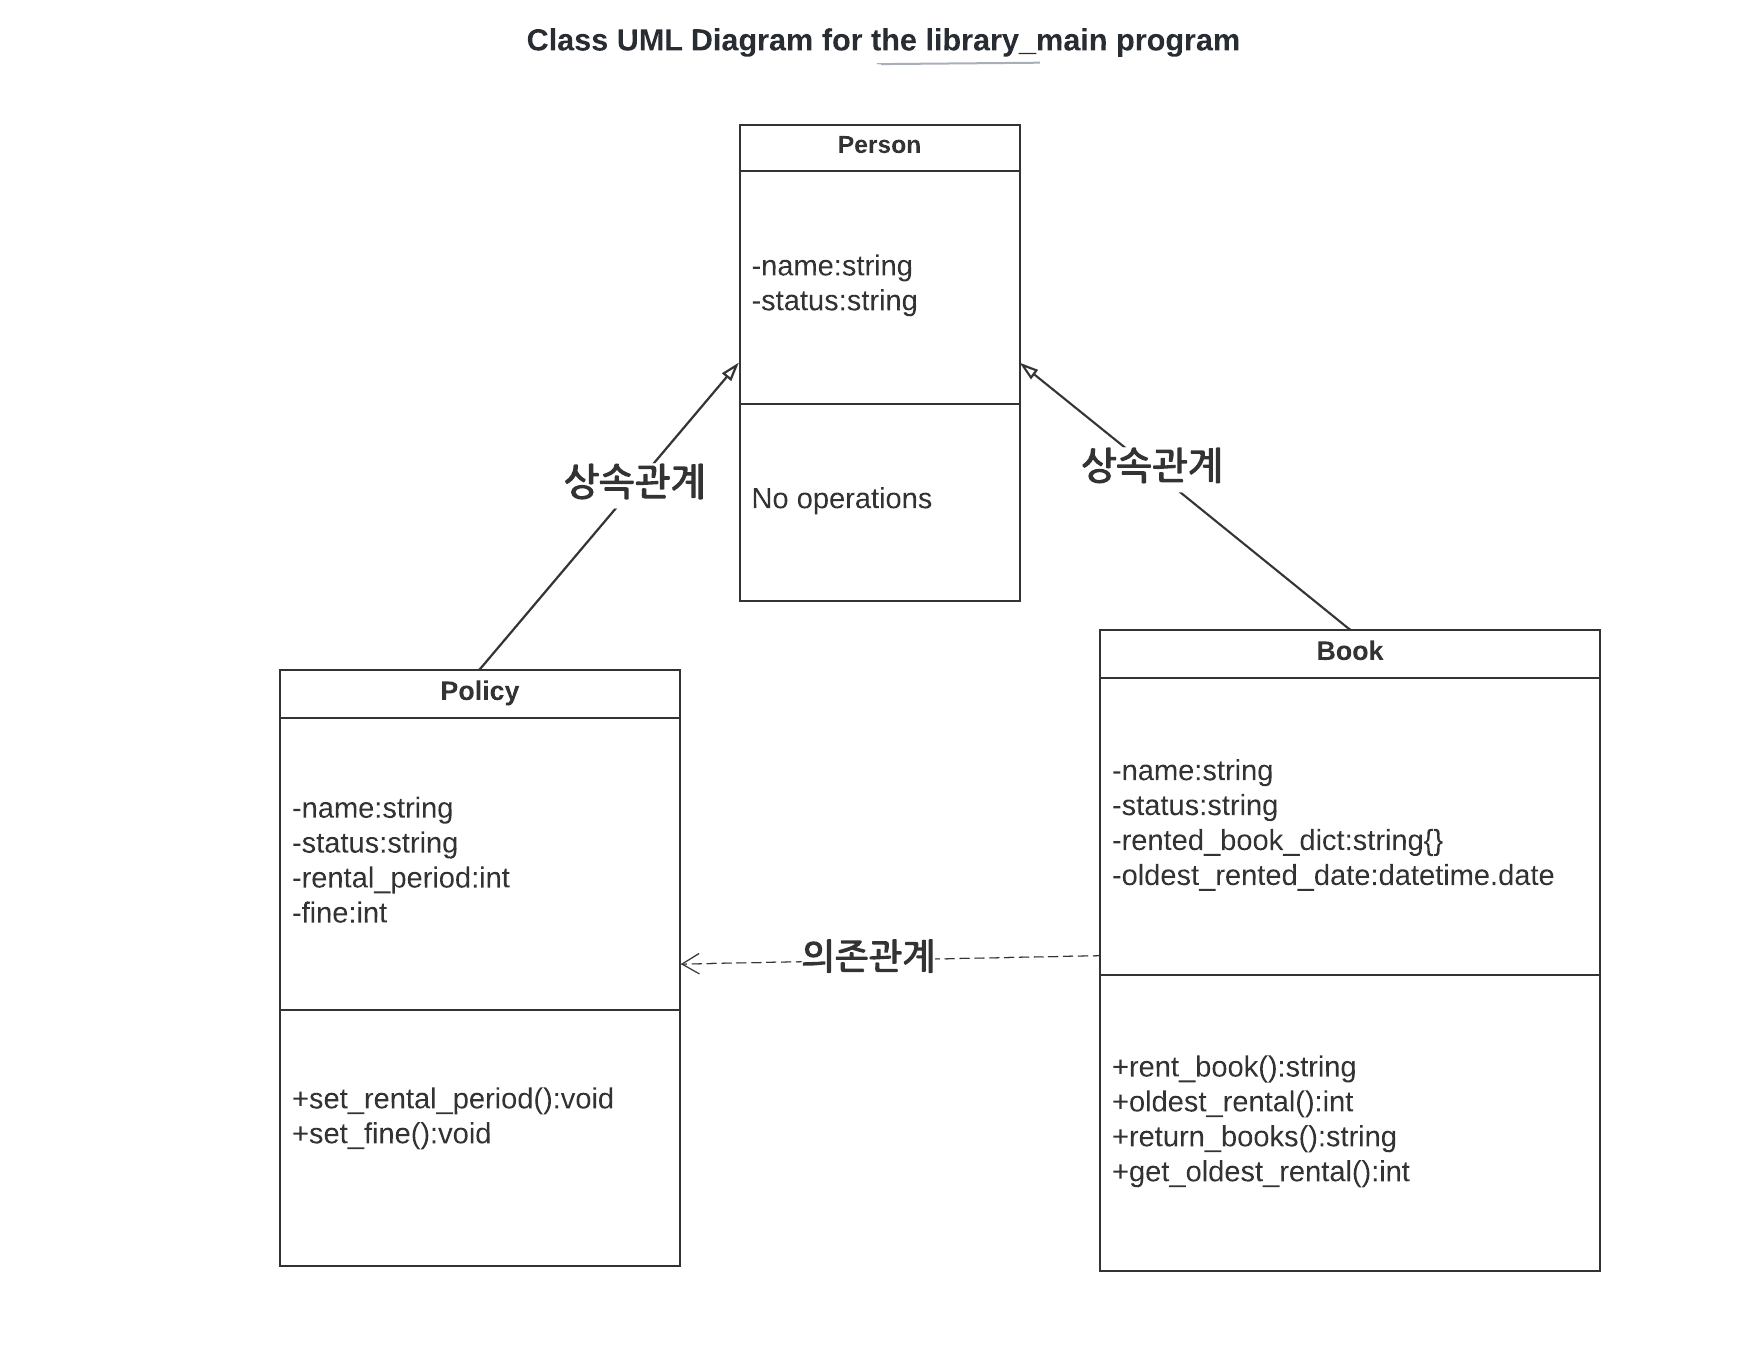 Class UML Diagram for the library_main program
Person
-name:string
-status:string
No operations
상속관계
상속관계
Policy
-name:string
-status:string
-rental_period:int
-fine:int
+set_rental_period():void
+set_fine():void
의존관계
Book
-name:string
-status:string
-rented_book_dict:string{}
-oldest_rented_date:datetime.date
+rent_book():string
+oldest_rental():int
+return_books():string
+get_oldest_rental():int